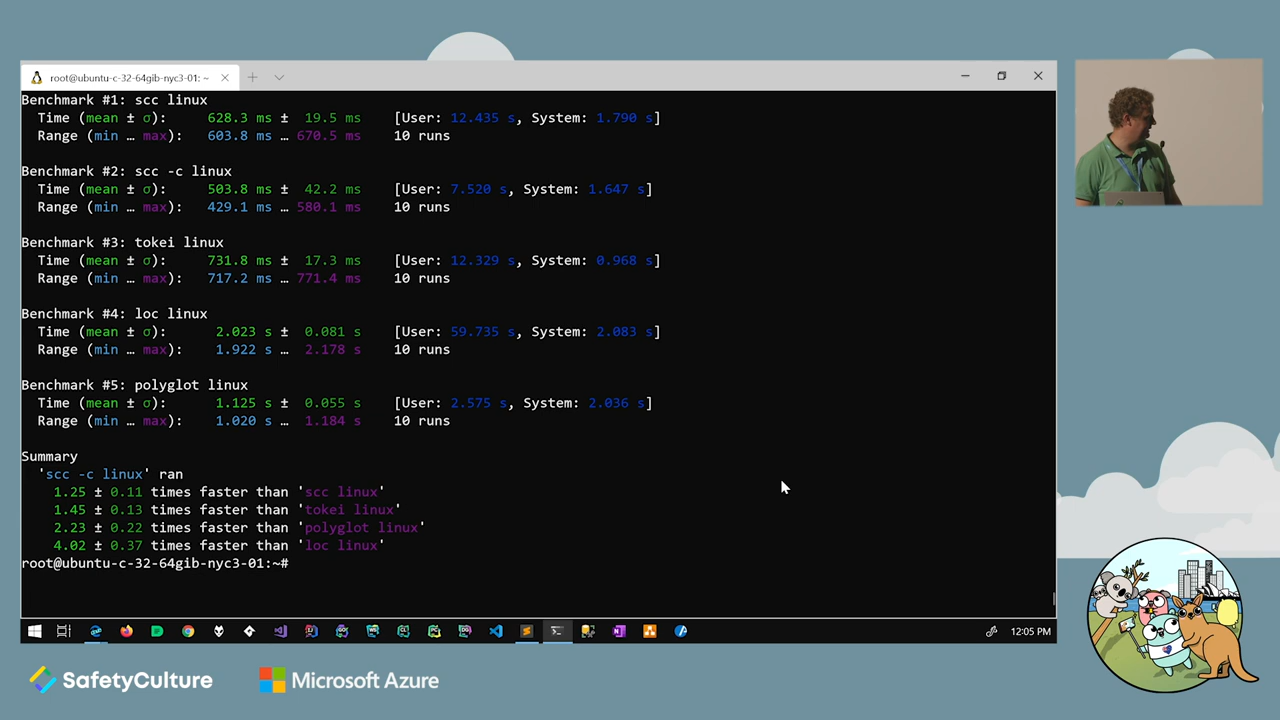 root@ubuntu-c-32-64gib-nyc3-01: ~
Benchmark #1: scc linux
Time (mean ± σ): 628.3 ms ± 19.5 ms [User: 12.435 s, System: 1.790 s]
Range (min … max): 603.8 ms … 670.5 ms 10 runs
Benchmark #2: scc -c linux
Time (mean ± σ): 503.8 ms ± 42.2 ms [User: 7.520 s, System: 1.647 s]
Range (min … max): 429.1 ms … 580.1 ms 10 runs
Benchmark #3: tokei linux
Time (mean ± σ): 731.8 ms ± 17.3 ms [User: 12.329 s, System: 0.968 s]
Range (min … max): 717.2 ms … 771.4 ms 10 runs
Benchmark #4: loc linux
Time (mean ± σ): 2.023 s ± 0.081 s [User: 59.735 s, System: 2.083 s]
Range (min … max): 1.922 s … 2.178 s 10 runs
Benchmark #5: polyglot linux
Time (mean ± σ): 1.125 s ± 0.055 s [User: 2.575 s, System: 2.036 s]
Range (min … max): 1.020 s … 1.184 s 10 runs
Summary
'scc -c linux' ran
1.25 ± 0.11 times faster than 'scc linux'
1.45 ± 0.13 times faster than 'tokei linux'
2.23 ± 0.22 times faster than 'polyglot linux'
4.02 ± 0.37 times faster than 'loc linux'
root@ubuntu-c-32-64gib-nyc3-01:~#
12:05 PM
SafetyCulture
Microsoft Azure